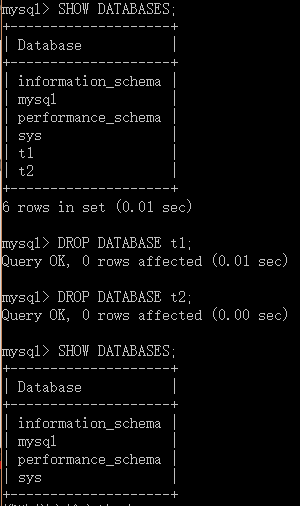 mysql> SHOW DATABASES;
+--------------------+
| Database           |
+--------------------+
| information_schema |
| mysql              |
| performance_schema |
| sys                |
| t1                 |
| t2                 |
+--------------------+
6 rows in set (0.01 sec)
mysql> DROP DATABASE t1;
Query OK, 0 rows affected (0.01 sec)
mysql> DROP DATABASE t2;
Query OK, 0 rows affected (0.00 sec)
mysql> SHOW DATABASES;
+--------------------+
| Database           |
+--------------------+
| information_schema |
| mysql              |
| performance_schema |
| sys                |
+--------------------+